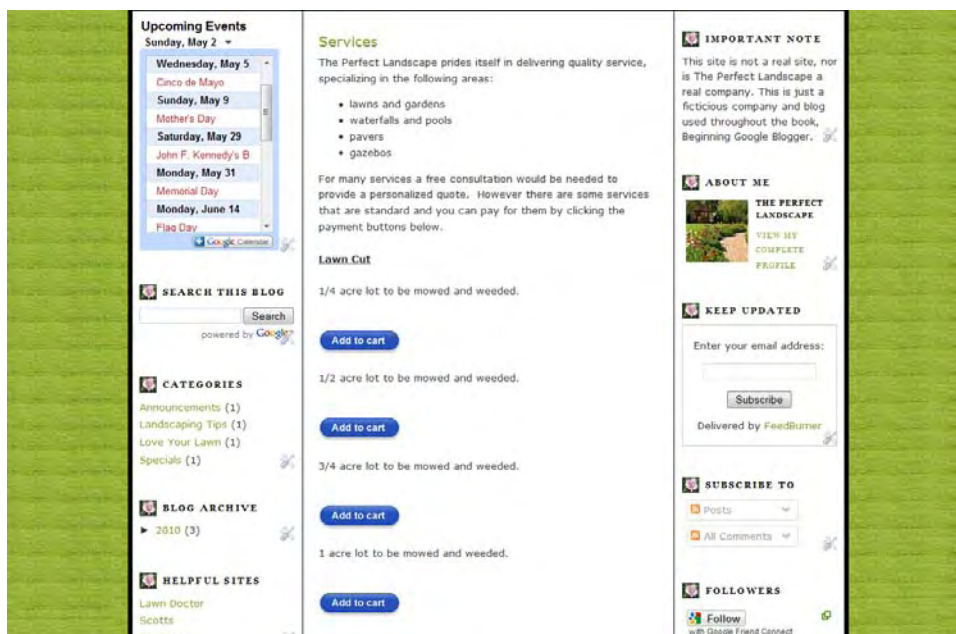 Upcoming Events
Sunday, May 2
Wednesday, May 5
Cinco de Mayo
Sunday, May 9
Mother's Day
Saturday, May 29
John F. Kennedy's B
Monday, May 31
Memorial Day
Monday, June 14
Flag Day
Google Calendar
SEARCH THIS BLOG
Search
powered by Google
CATEGORIES
Announcements (1)
Landscaping Tips (1)
Love Your Lawn (1)
Specials (1)
BLOG ARCHIVE
► 2010 (3)
HELPFUL SITES
Lawn Doctor
Scotts
Services
The Perfect Landscape prides itself in delivering quality service,
specializing in the following areas:
• lawns and gardens
• waterfalls and pools
• pavers
• gazebos
For many services a free consultation would be needed to
provide a personalized quote. However there are some services
that are standard and you can pay for them by clicking the
payment buttons below.
Lawn Cut
1/4 acre lot to be mowed and weeded.
Add to cart
1/2 acre lot to be mowed and weeded.
Add to cart
3/4 acre lot to be mowed and weeded.
Add to cart
1 acre lot to be mowed and weeded.
Add to cart
IMPORTANT NOTE
This site is not a real site, nor
is The Perfect Landscape a
real company. This is just a
ficticious company and blog
used throughout the book,
Beginning Google Blogger.
ABOUT ME
THE PERFECT
LANDSCAPE
VIEW MY
COMPLETE
PROFILE
KEEP UPDATED
Enter your email address:
Subscribe
Delivered by FeedBurner
SUBSCRIBE TO
Posts
All Comments
FOLLOWERS
Follow
with Google Friend Connect